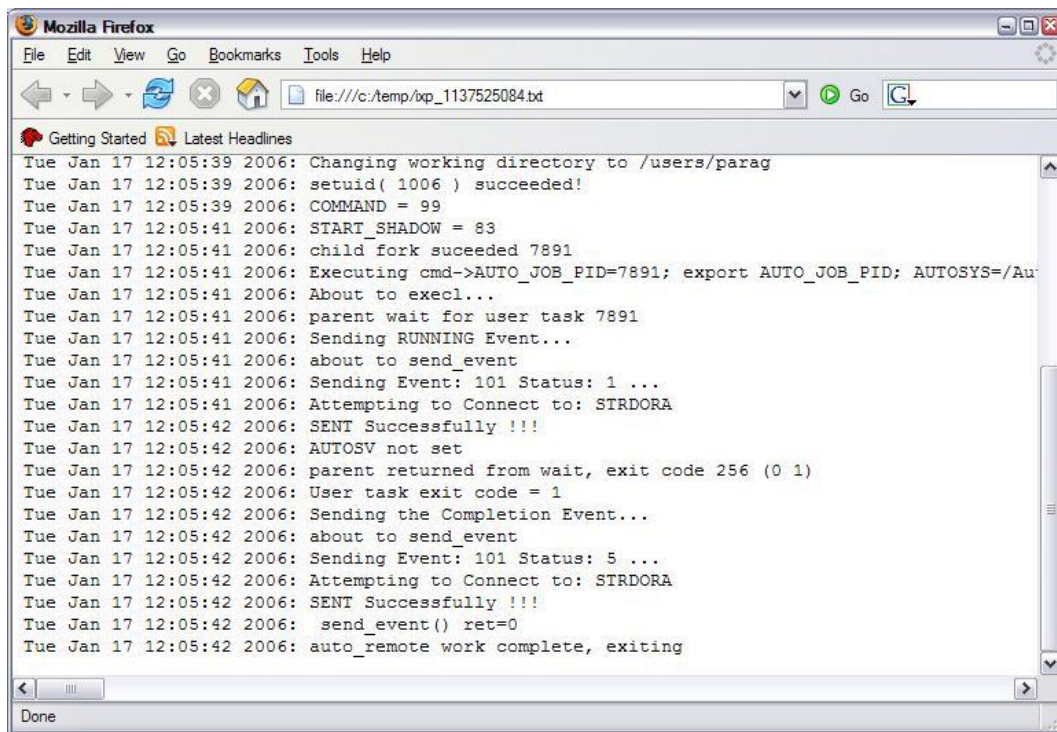 Mozilla Firefox
File Edit View Go Bookmarks Tools Help
file:///c:/temp/ixp_1137525084.txt Go G
Getting Started Latest Headlines
Tue Jan 17 12:05:39 2006: Changing working directory to /users/parag
Tue Jan 17 12:05:39 2006: setuid( 1006 ) succeeded!
Tue Jan 17 12:05:39 2006: COMMAND = 99
Tue Jan 17 12:05:41 2006: START_SHADOW = 83
Tue Jan 17 12:05:41 2006: child fork suceeded 7891
Tue Jan 17 12:05:41 2006: Executing cmd->AUTO_JOB_PID=7891; export AUTO_JOB_PID; AUTOSYS=/Au
Tue Jan 17 12:05:41 2006: About to execl...
Tue Jan 17 12:05:41 2006: parent wait for user task 7891
Tue Jan 17 12:05:41 2006: Sending RUNNING Event...
Tue Jan 17 12:05:41 2006: about to send_event
Tue Jan 17 12:05:41 2006: Sending Event: 101 Status: 1 ...
Tue Jan 17 12:05:41 2006: Attempting to Connect to: STRDORA
Tue Jan 17 12:05:42 2006: SENT Successfully !!!
Tue Jan 17 12:05:42 2006: AUTOSV not set
Tue Jan 17 12:05:42 2006: parent returned from wait, exit code 256 (0 1)
Tue Jan 17 12:05:42 2006: User task exit code = 1
Tue Jan 17 12:05:42 2006: Sending the Completion Event...
Tue Jan 17 12:05:42 2006: about to send_event
Tue Jan 17 12:05:42 2006: Sending Event: 101 Status: 5 ...
Tue Jan 17 12:05:42 2006: Attempting to Connect to: STRDORA
Tue Jan 17 12:05:42 2006: SENT Successfully !!!
Tue Jan 17 12:05:42 2006:  send_event() ret=0
Tue Jan 17 12:05:42 2006: auto_remote work complete, exiting
Done